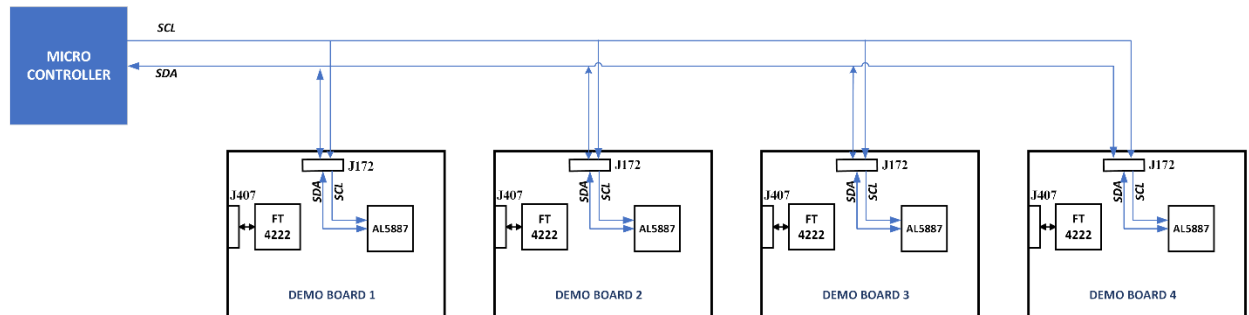 SCL
MICRO
CONTROLLER
SDA
J172
J407
SDA
SCL
FT
4222
AL5887
DEMO BOARD 1
J172
J407
SDA
SCL
FT
4222
AL5887
DEMO BOARD 2
J172
J407
SDA
SCL
FT
4222
AL5887
DEMO BOARD 3
J172
J407
SDA
SCL
FT
4222
AL5887
DEMO BOARD 4